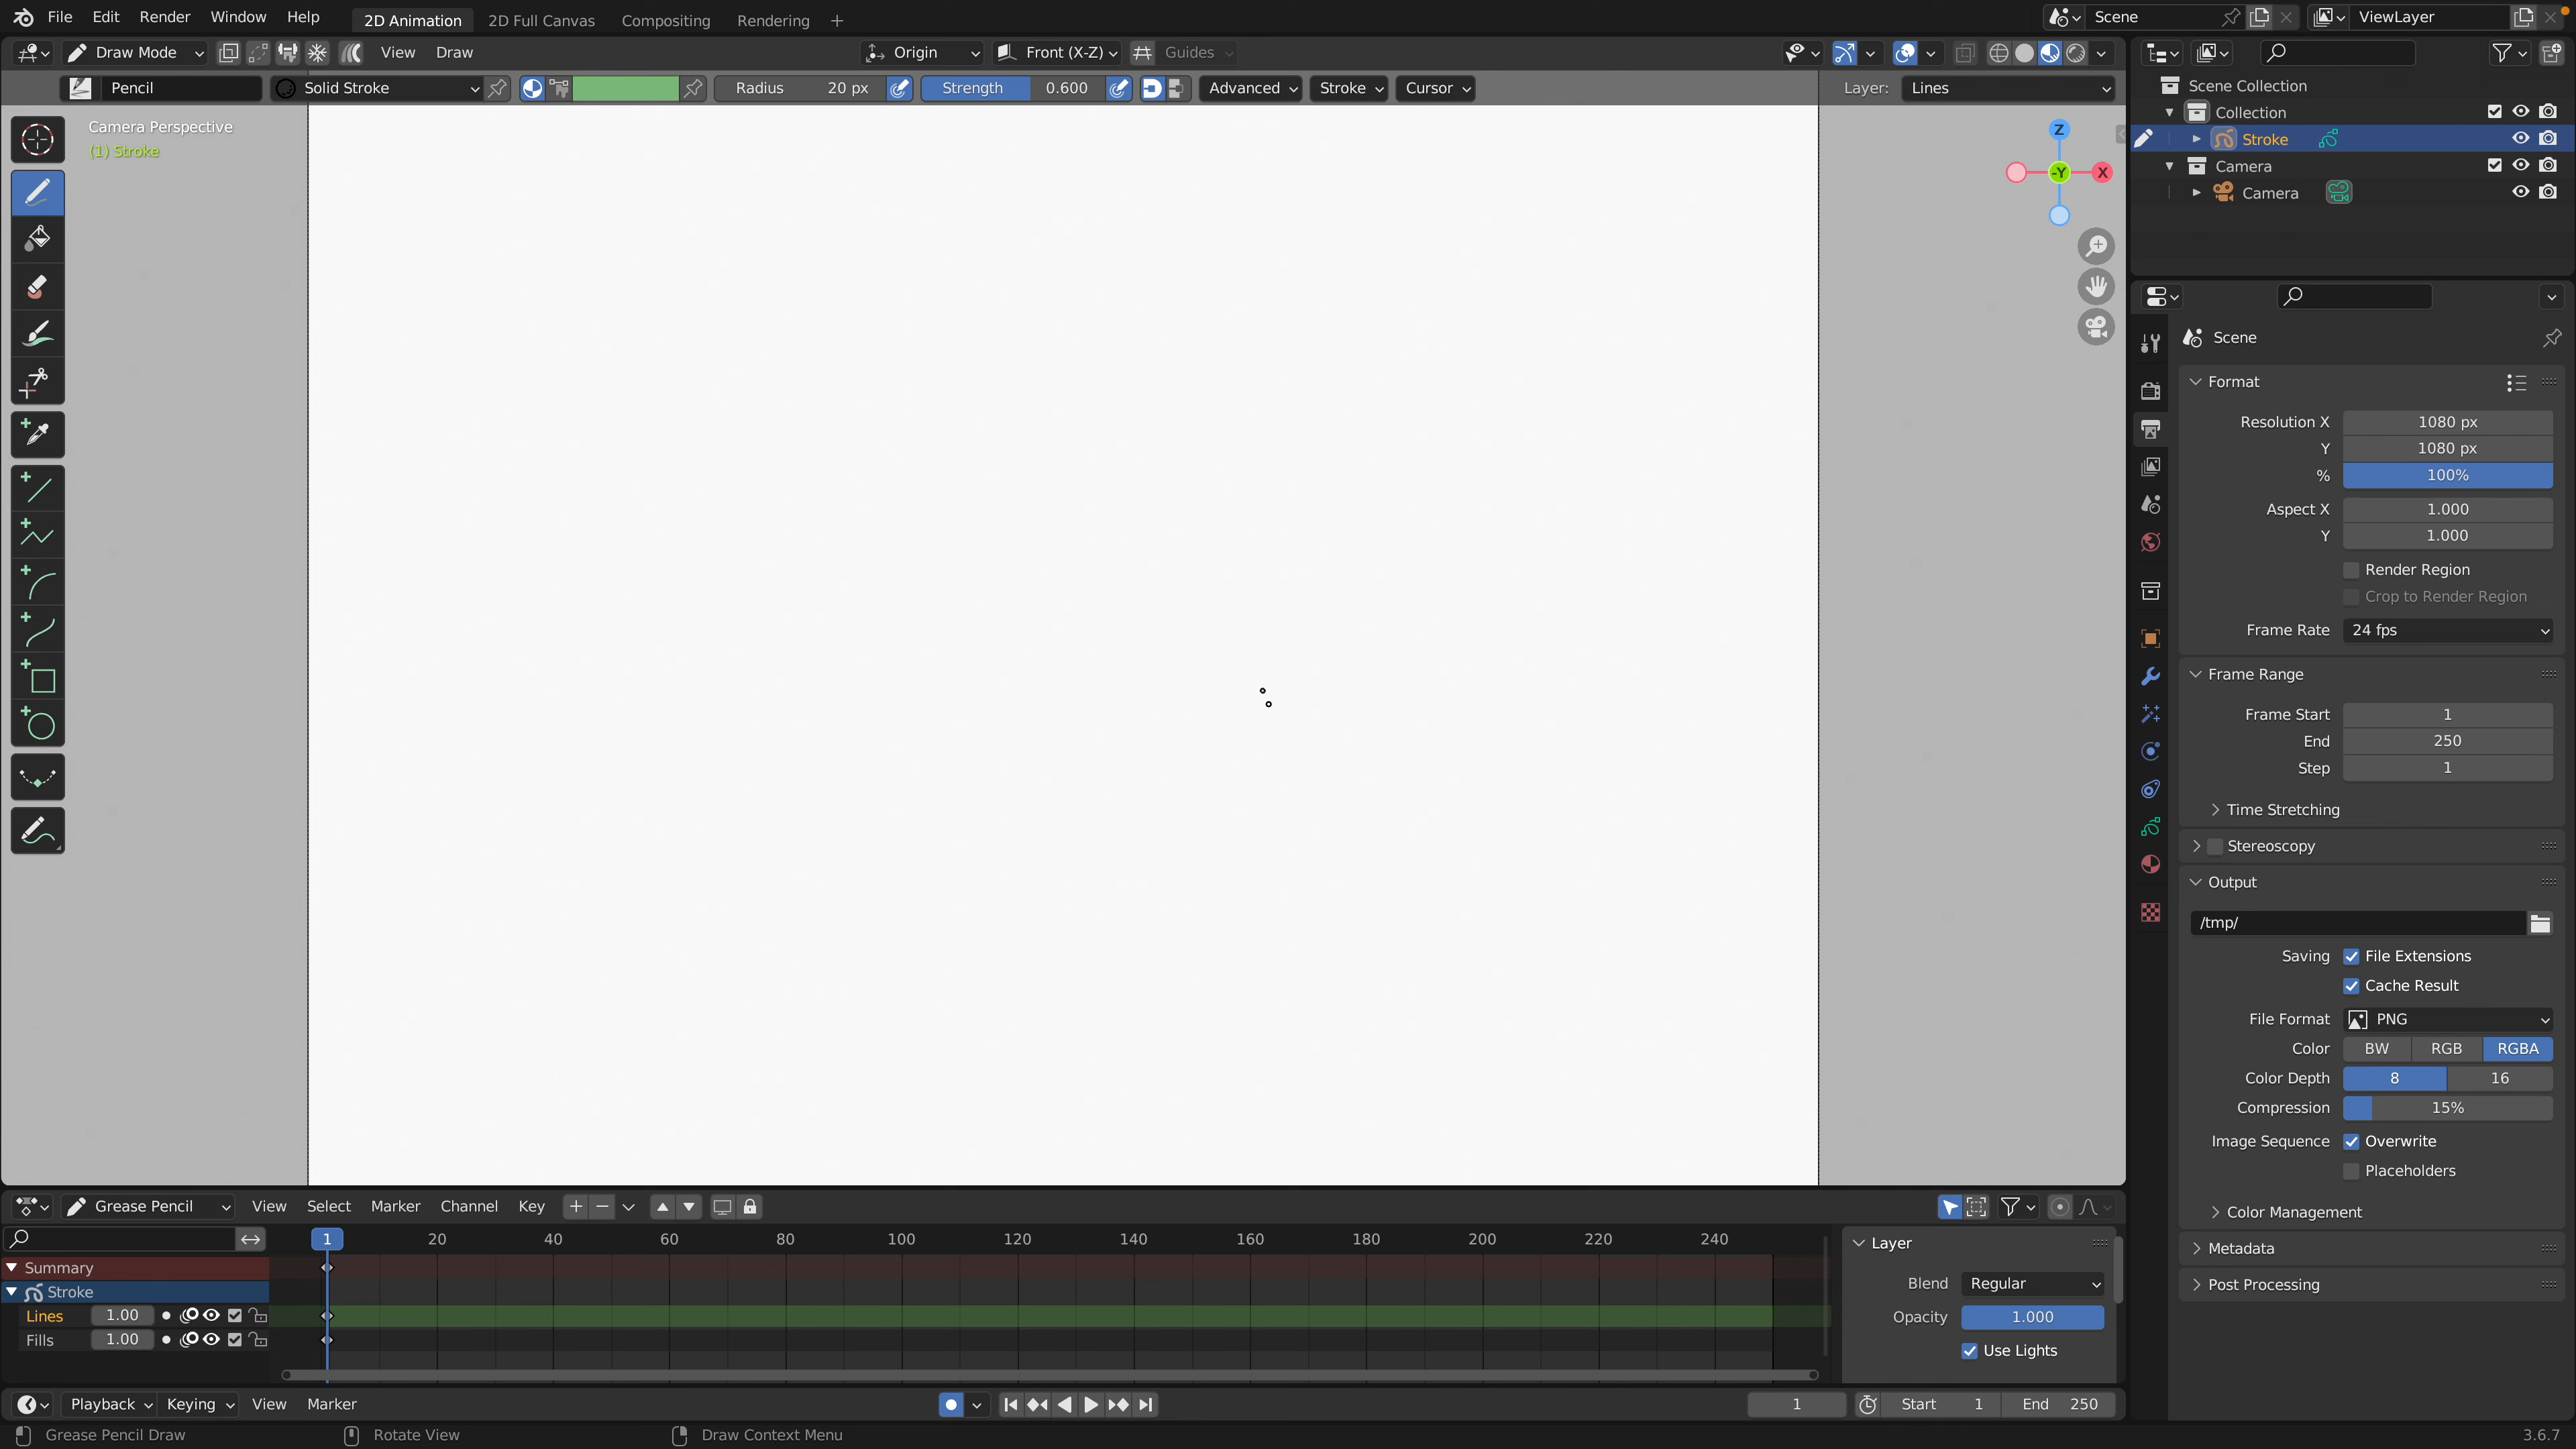 File Edit Render Window Help 2D Animation 2D Full Canvas Compositing Rendering + Scene ViewLayer
Draw Mode View Draw Origin Front (X-Z) Guides
Pencil Solid Stroke Radius 20 px Strength 0.600 Advanced Stroke Cursor Layer: Lines
Camera Perspective
(1) Stroke
Z
-Y X
Scene Collection
Collection
Stroke
Camera
Camera
Scene
Format
Resolution X 1080 px
Y 1080 px
% 100%
Aspect X 1.000
Y 1.000
Render Region
Crop to Render Region
Frame Rate 24 fps
Frame Range
Frame Start 1
End 250
Step 1
Time Stretching
Stereoscopy
Output
/tmp/
Saving File Extensions
Cache Result
File Format PNG
Color BW RGB RGBA
Color Depth 8 16
Compression 15%
Image Sequence Overwrite
Placeholders
Color Management
Metadata
Post Processing
Grease Pencil View Select Marker Channel Key
1 20 40 60 80 100 120 140 160 180 200 220 240
Summary
Stroke
Lines 1.00
Fills 1.00
Layer
Blend Regular
Opacity 1.000
Use Lights
Playback Keying View Marker 1 Start 1 End 250
Grease Pencil Draw Rotate View Draw Context Menu 3.6.7